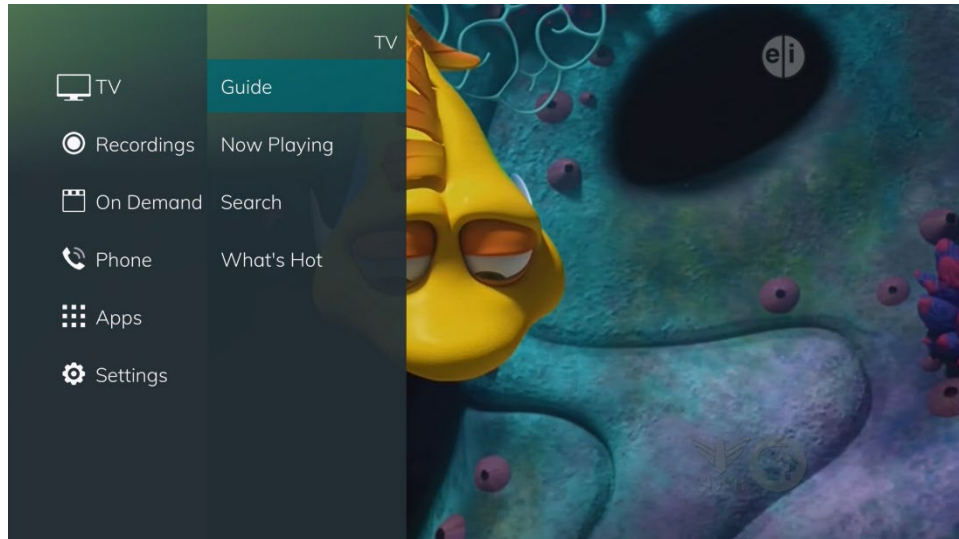 TV
TV
Guide
Recordings
Now Playing
On Demand
Search
Phone
What's Hot
Apps
Settings
e|i